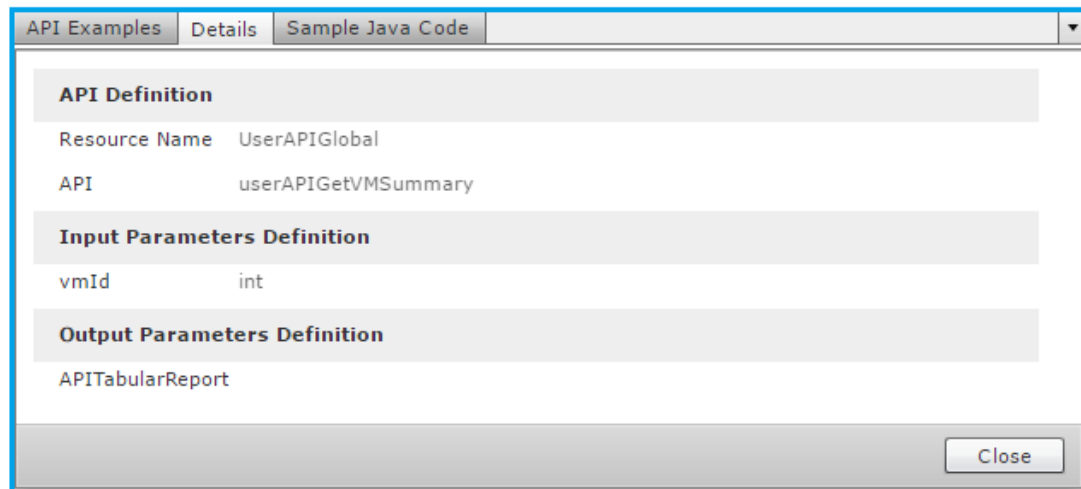 API Examples Details Sample Java Code
API Definition
Resource Name UserAPIGlobal
API userAPIGetVMSummary
Input Parameters Definition
vmId int
Output Parameters Definition
APITabularReport
Close